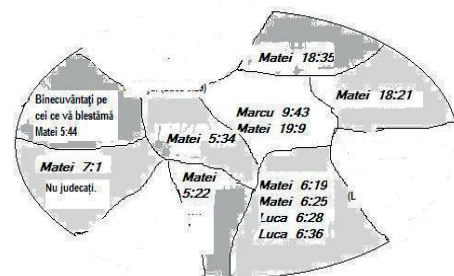 Matei 18:35
Matei 18:21
Binecuvântați pe
cei ce vă blestămă
Matei 5:44
Marcu 9:43
Matei 19:9
Matei 5:34
Matei 7:1
Nu judecați.
Matei
5:22
Matei 6:19
Matei 6:25
Luca 6:28
Luca 6:36
(L